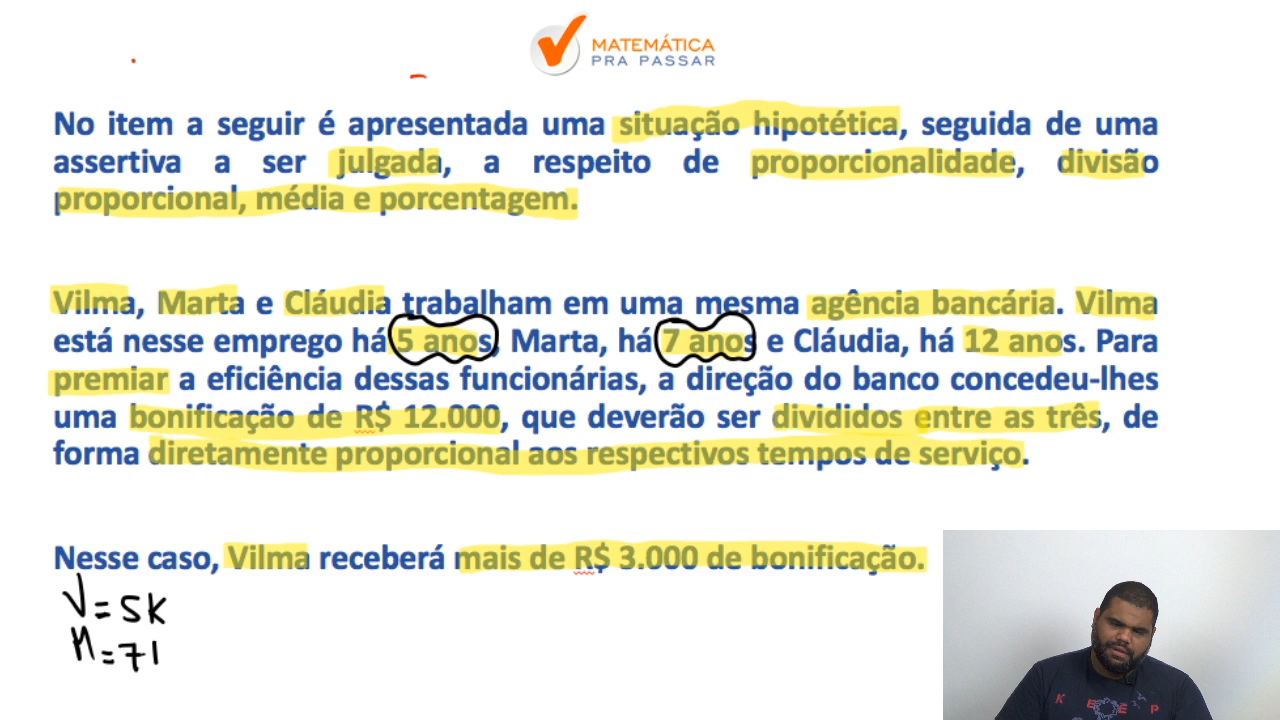 MATEMÁTICA
PRA PASSAR
No item a seguir é apresentada uma situação hipotética, seguida de uma
assertiva a ser julgada, a respeito de proporcionalidade, divisão
proporcional, média e porcentagem.
Vilma, Marta e Cláudia trabalham em uma mesma agência bancária. Vilma
está nesse emprego há 5 anos, Marta, há 7 anos e Cláudia, há 12 anos. Para
premiar a eficiência dessas funcionárias, a direção do banco concedeu-lhes
uma bonificação de R$ 12.000, que deverão ser divididos entre as três, de
forma diretamente proporcional aos respectivos tempos de serviço.
Nesse caso, Vilma receberá mais de R$ 3.000 de bonificação.
V = 5K
M = 7
K E E P